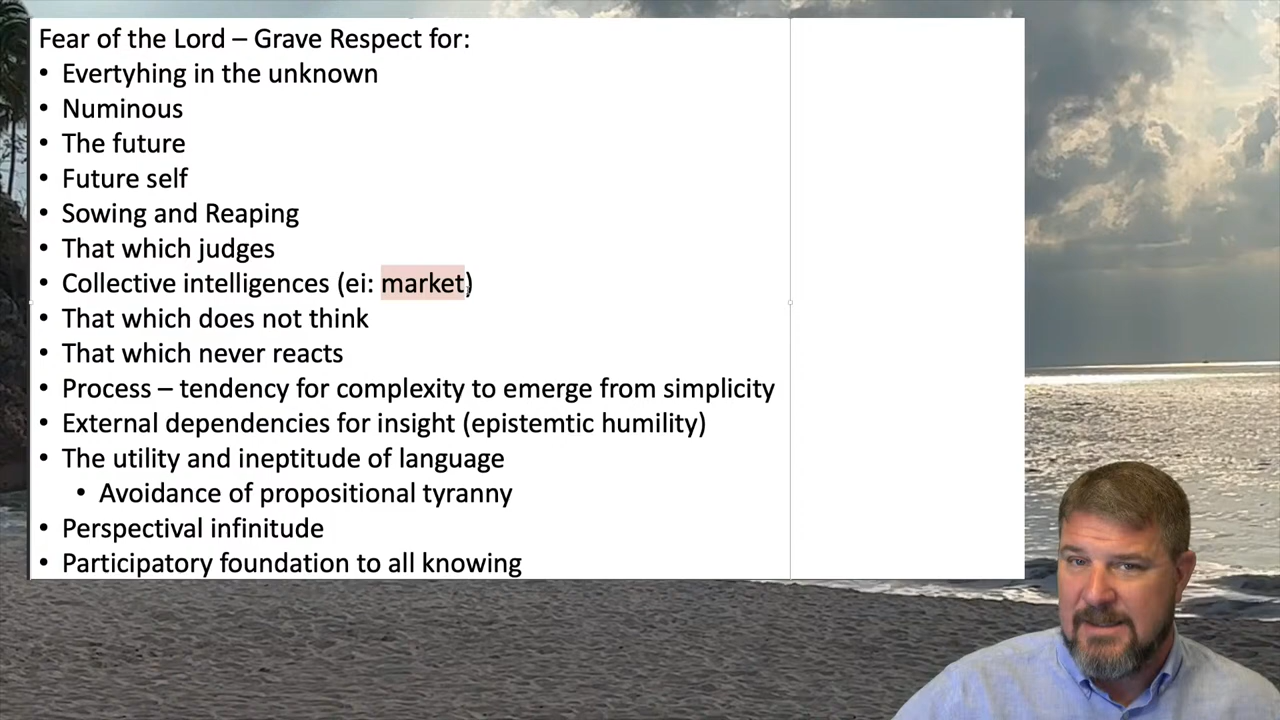 Fear of the Lord – Grave Respect for:
• Evertyhing in the unknown
• Numinous
• The future
• Future self
• Sowing and Reaping
• That which judges
• Collective intelligences (ei: market)
• That which does not think
• That which never reacts
• Process – tendency for complexity to emerge from simplicity
• External dependencies for insight (epistemtic humility)
• The utility and ineptitude of language
• Avoidance of propositional tyranny
• Perspectival infinitude
• Participatory foundation to all knowing